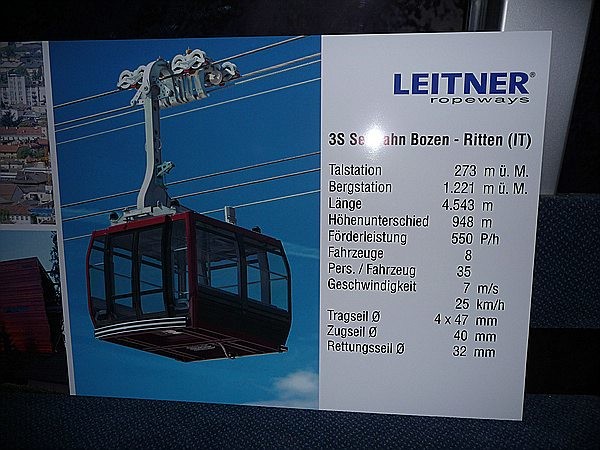 LEITNER®
ropeways
3S Bozen - Ritten (IT)
Talstation 273 m ü. M.
Bergstation 1.221 m ü. M.
Länge 4.543 m
Höhenunterschied 948 m
Förderleistung 550 P/h
Fahrzeuge 8
Pers. / Fahrzeug 35
Geschwindigkeit 7 m/s
25 km/h
Tragseil Ø 4 x 47 mm
Zugseil Ø 40 mm
Rettungsseil Ø 32 mm